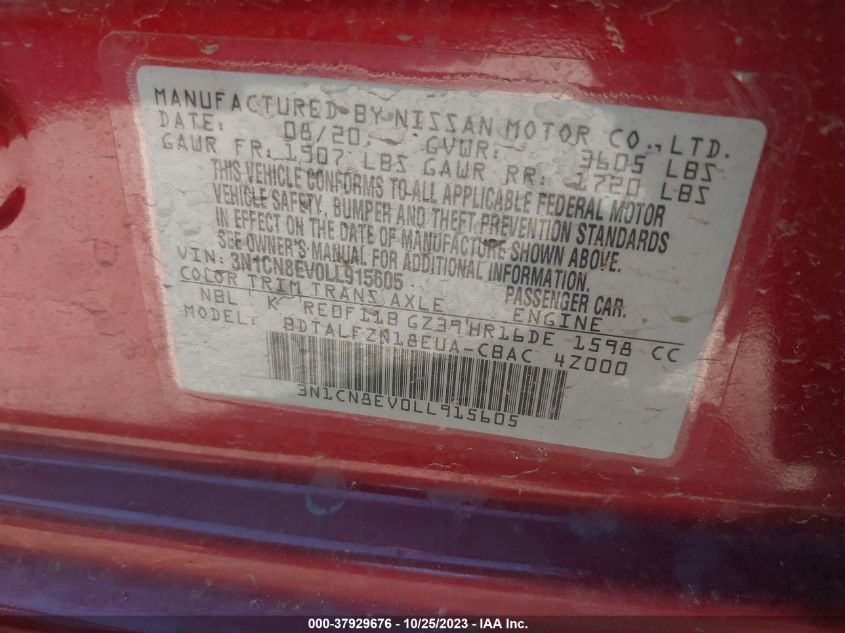 MANUFACTURED BY NISSAN MOTOR CO., LTD.
DATE: 08/20 GVWR: 3605 LBS
GAWR FR: 1907 LBS GAWR RR: 1720 LBS
THIS VEHICLE CONFORMS TO ALL APPLICABLE FEDERAL MOTOR
VEHICLE SAFETY, BUMPER AND THEFT PREVENTION STANDARDS
IN EFFECT ON THE DATE OF MANUFACTURE SHOWN ABOVE.
SEE OWNER'S MANUAL FOR ADDITIONAL INFORMATION.
VIN: 3N1CN8EV0LL915605 PASSENGER CAR.
COLOR TRIM TRANS AXLE ENGINE
NBL K RE0F11B GZ39 HR16DE 1598 CC
MODEL: BDTALFZN18EUA-CBAC 4Z000
3N1CN8EV0LL915605
000-37929676 - 10/25/2023 - IAA Inc.